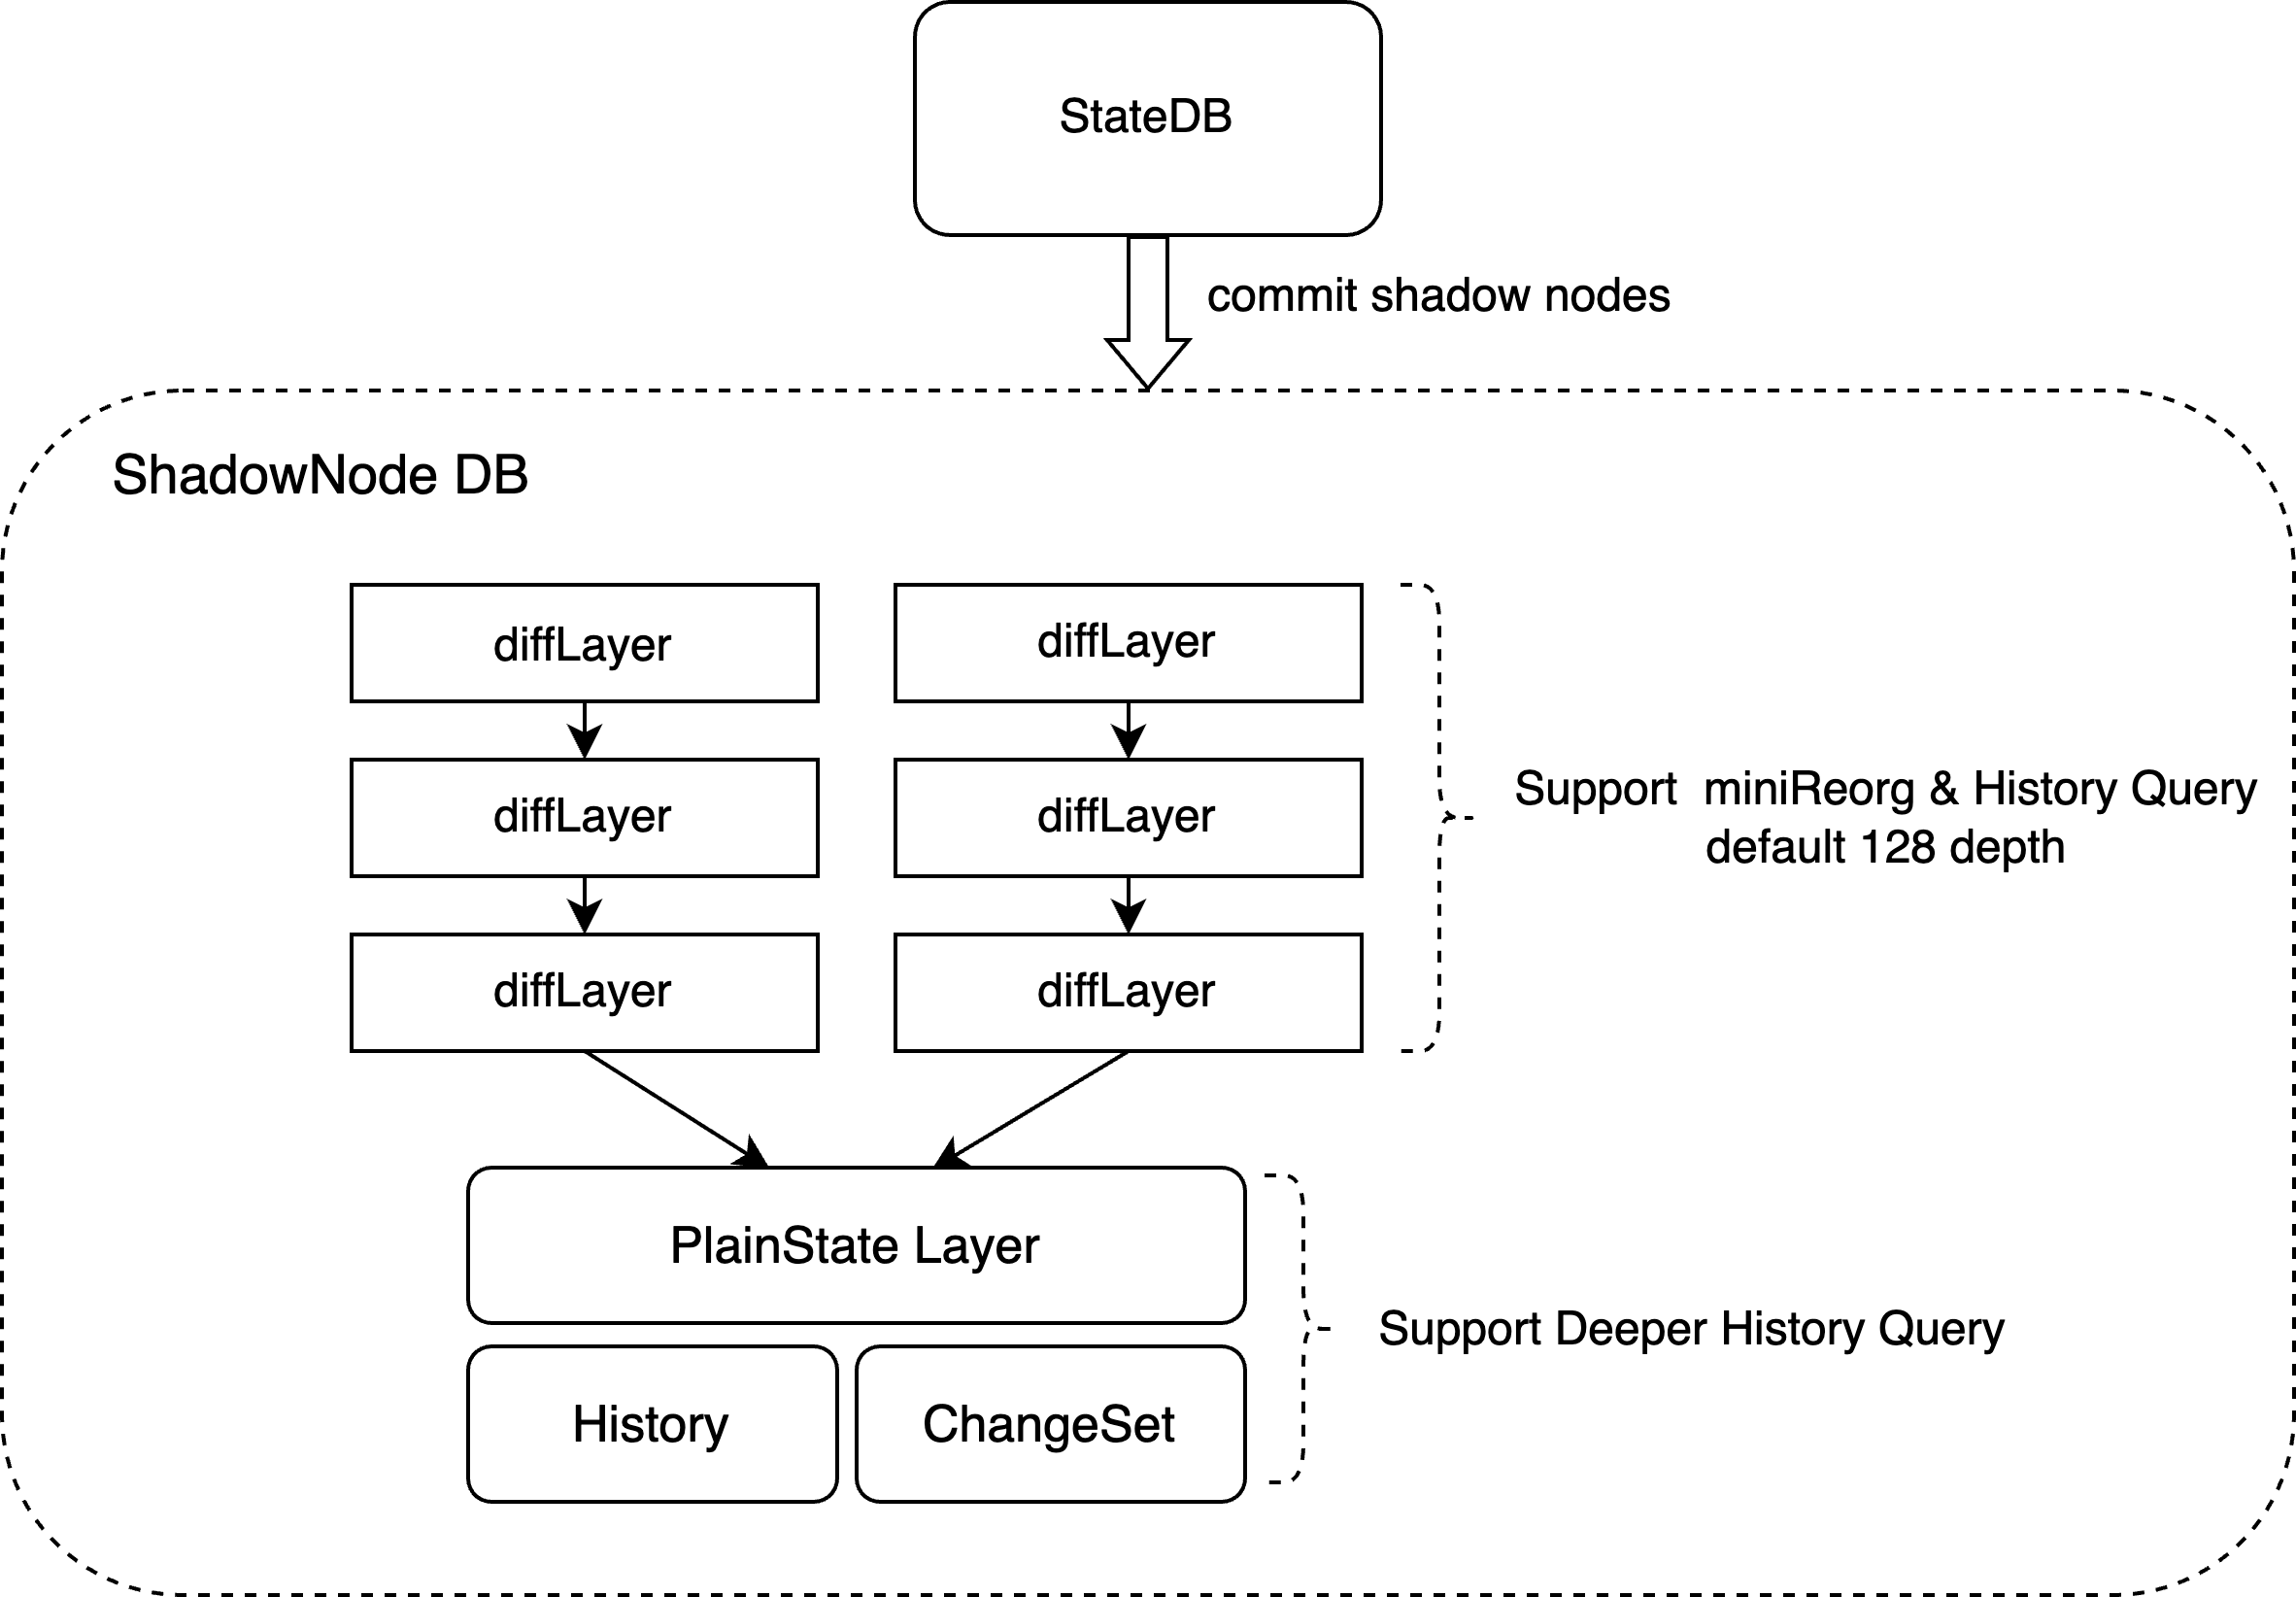 StateDB
commit shadow nodes
ShadowNode DB
diffLayer
diffLayer
diffLayer
diffLayer
diffLayer
diffLayer
Support miniReorg & History Query
default 128 depth
PlainState Layer
History
ChangeSet
Support Deeper History Query